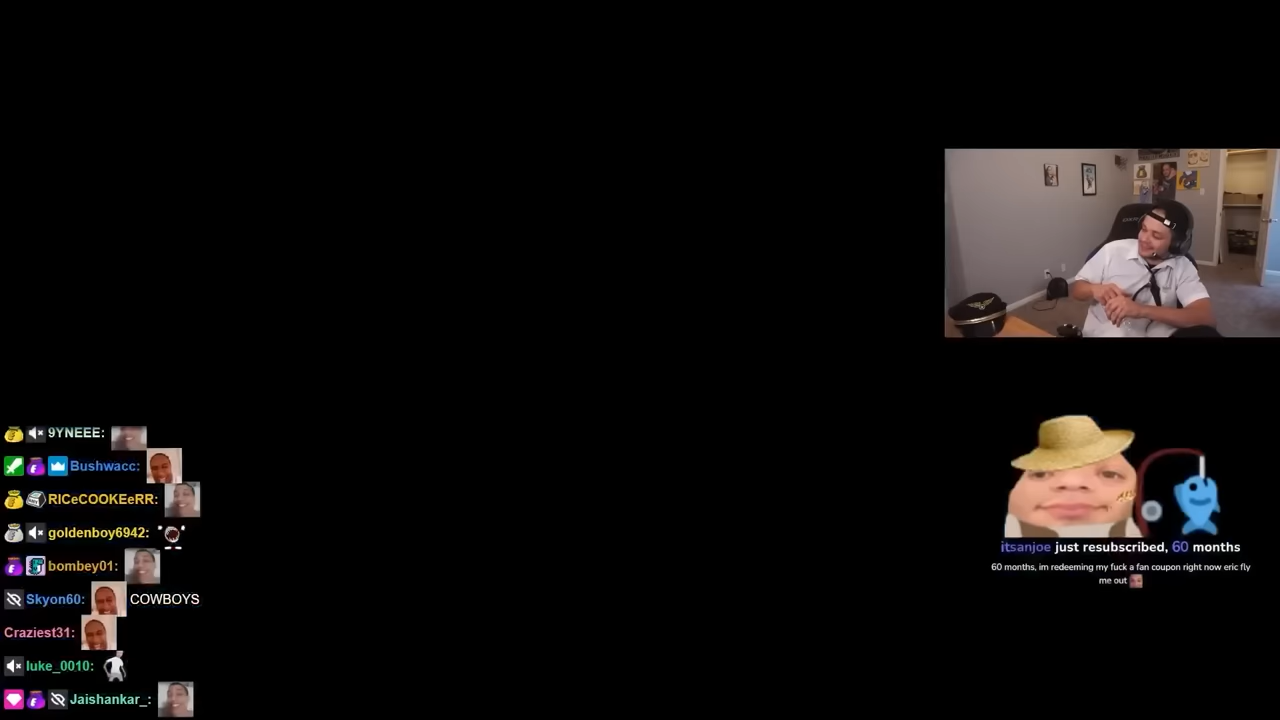 9YNEEE:
Bushwacc:
RICeCOOKEeRR:
goldenboy6942:
bombey01:
Skyon60: COWBOYS
Craziest31:
luke_0010:
Jaishankar_:
itsanjoe just resubscribed, 60 months
60 months, im redeeming my fuck a fan coupon right now eric fly
me out